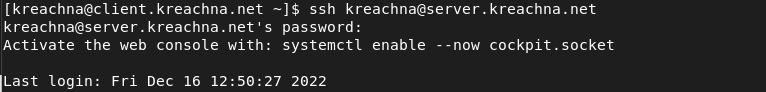 [kreachna@client.kreachna.net ~]$ ssh kreachna@server.kreachna.net
kreachna@server.kreachna.net's password:
Activate the web console with: systemctl enable --now cockpit.socket
Last login: Fri Dec 16 12:50:27 2022